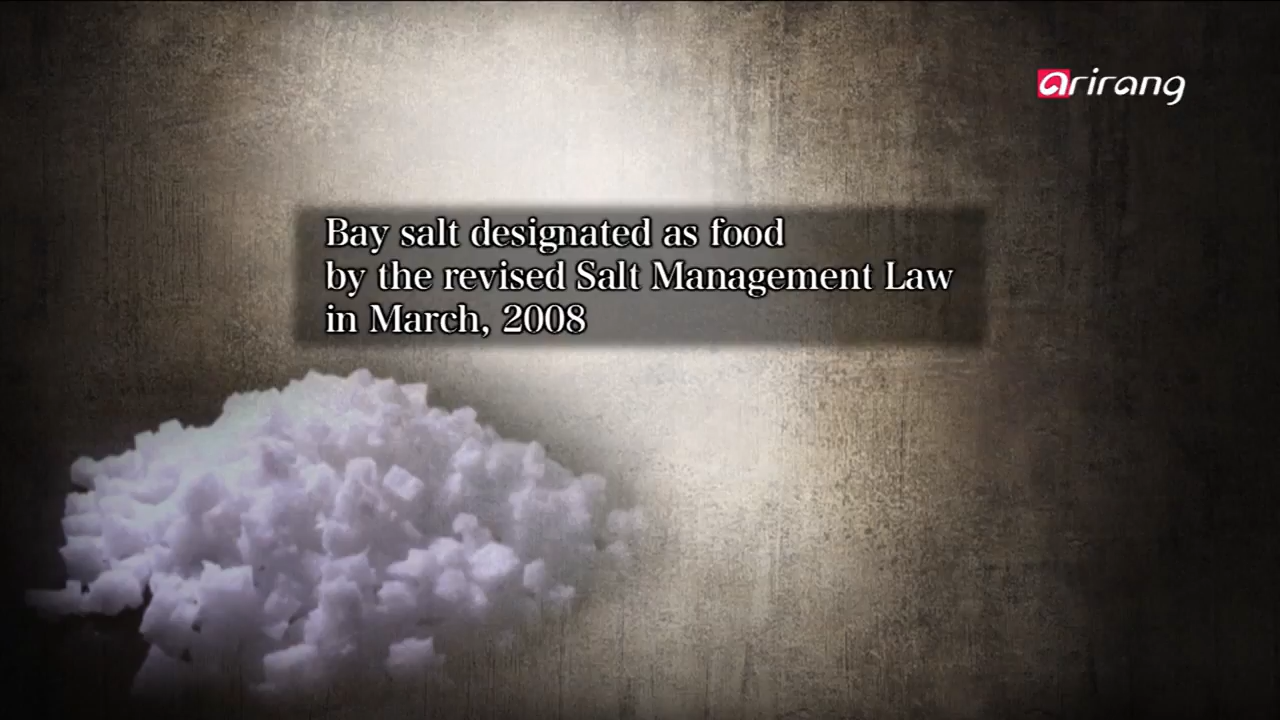 arirang
Bay salt designated as food
by the revised Salt Management Law
in March, 2008